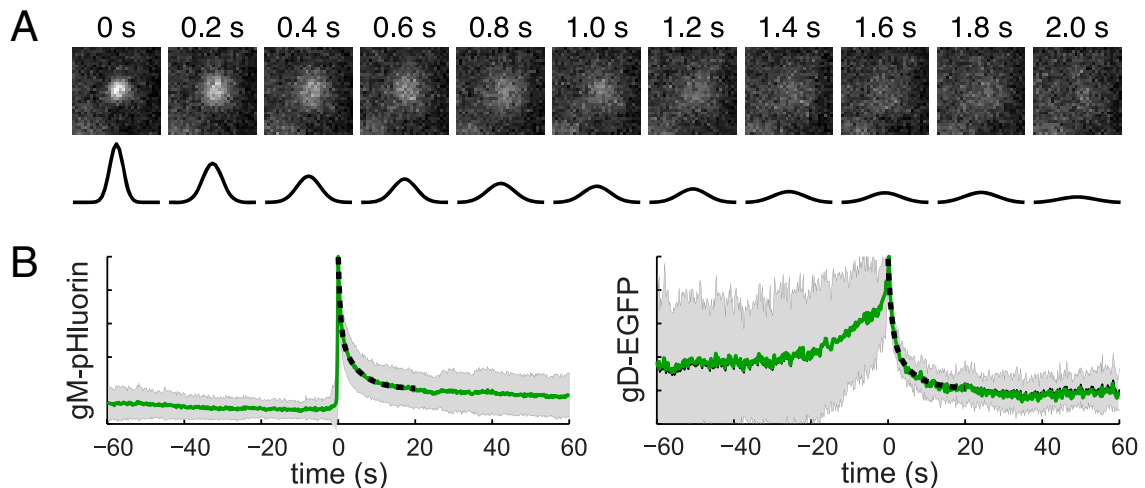 A
0 s 0.2 s 0.4 s 0.6 s 0.8 s 1.0 s 1.2 s 1.4 s 1.6 s 1.8 s 2.0 s
B
gM-pHluorin
−60 −40 −20 0 20 40 60
time (s)
gD-EGFP
−60 −40 −20 0 20 40 60
time (s)